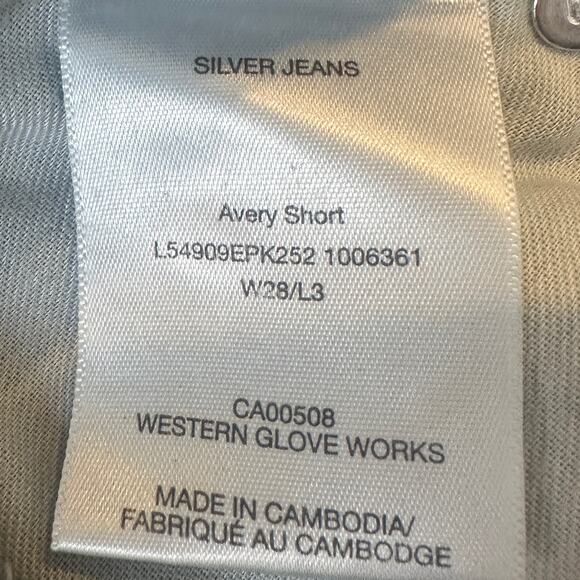 SILVER JEANS
Avery Short
L54909EPK252 1006361
W28/L3
CA00508
WESTERN GLOVE WORKS
MADE IN CAMBODIA/
FABRIQUÉ AU CAMBODGE